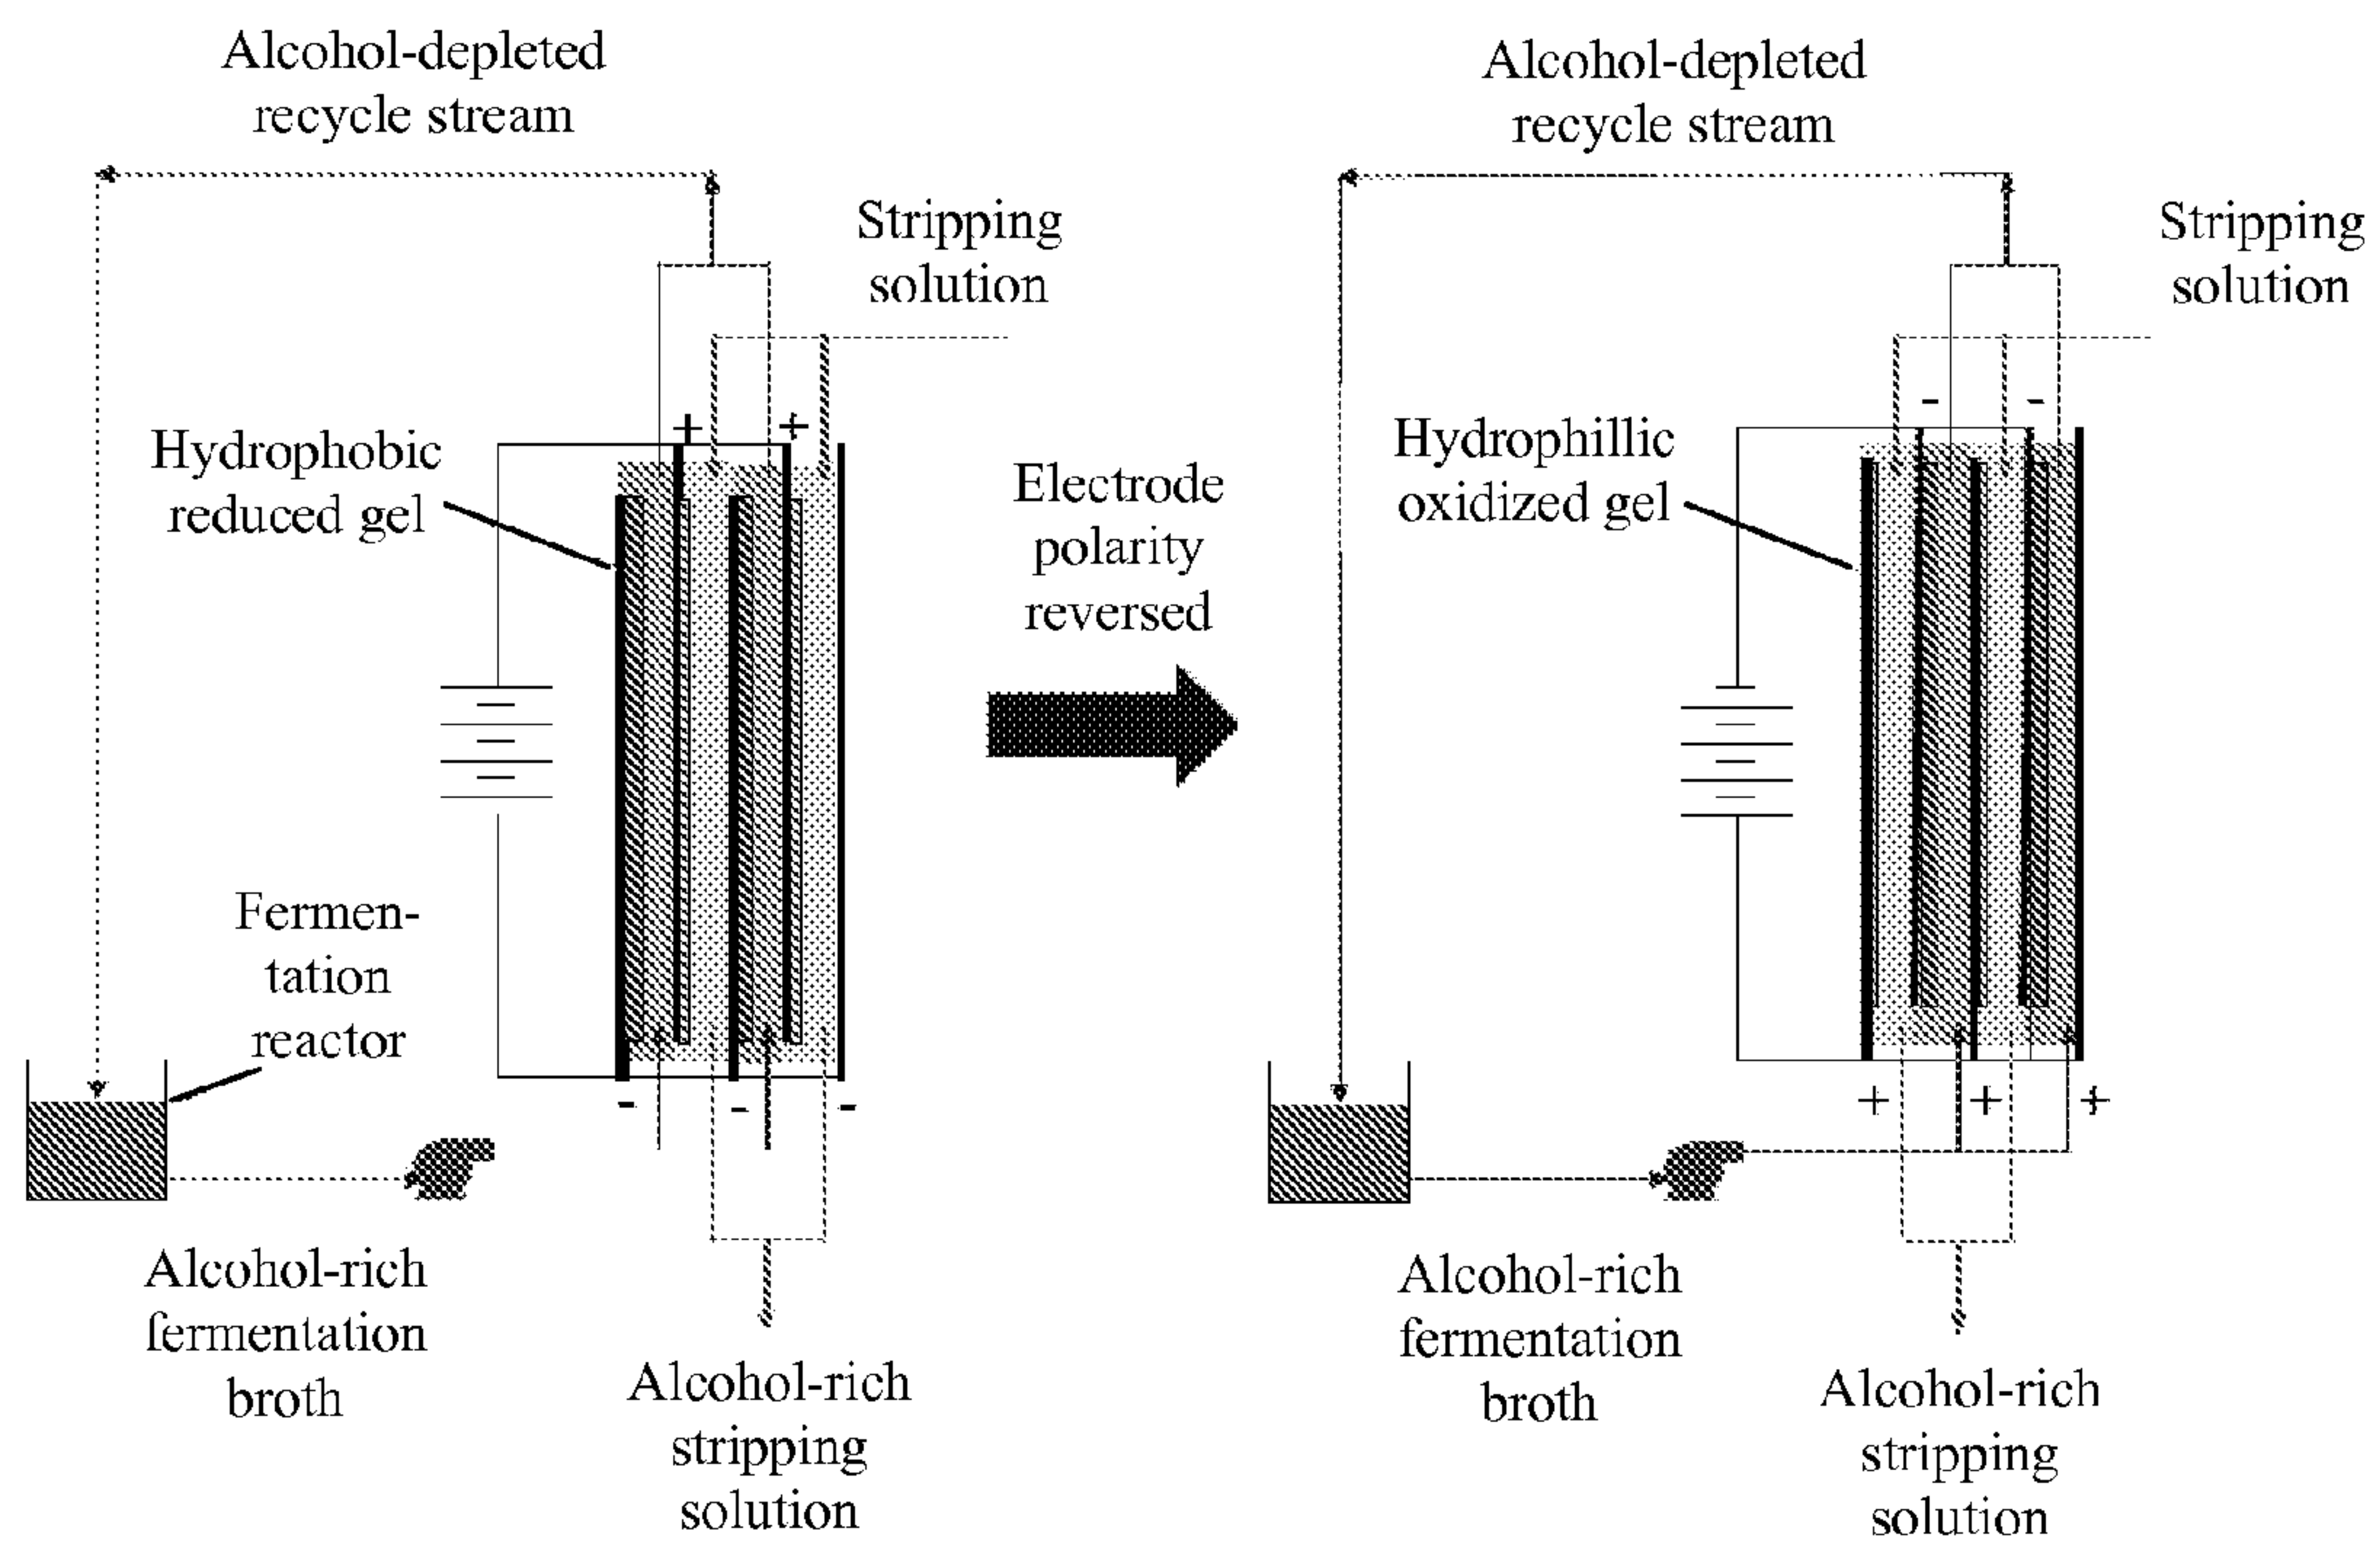 Alcohol-depleted
recycle stream
Stripping
solution
+
+
Hydrophobic
reduced gel
Fermen-
tation
reactor
-
-
-
Alcohol-rich
fermentation
broth
Alcohol-rich
stripping
solution
Electrode
polarity
reversed
Alcohol-depleted
recycle stream
Stripping
solution
-
-
Hydrophillic
oxidized gel
+
+
+
Alcohol-rich
fermentation
broth
Alcohol-rich
stripping
solution